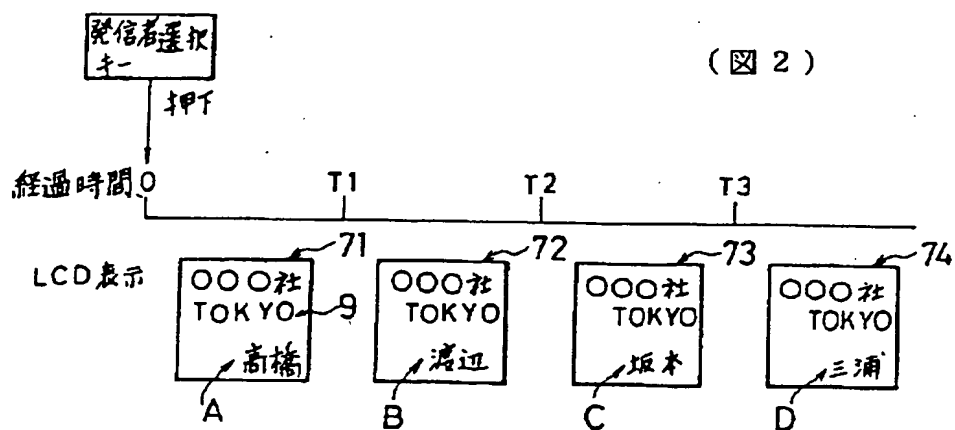 発信者選択
キー
(図2)
押下
経過時間 0 T1 T2 T3
LCD表示
71 72 73 74
○○○社 ○○○社 ○○○社 ○○○社
TOKYO 9 TOKYO TOKYO TOKYO
高橋 渡辺 坂本 三浦
A B C D